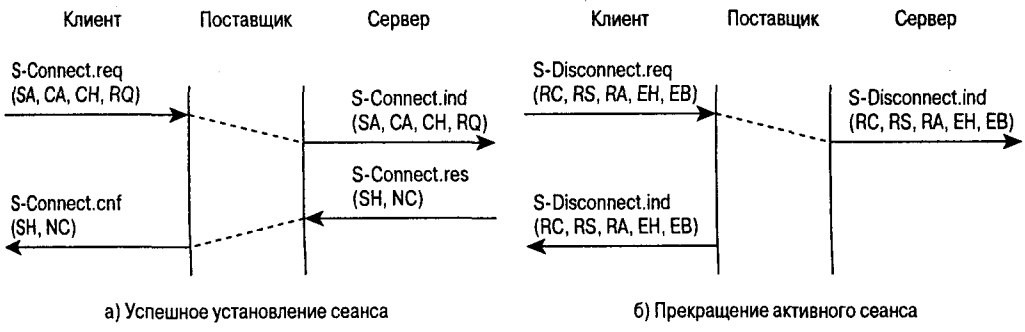 Клиент Поставщик Сервер
S-Connect.req
(SA, CA, CH, RQ)
S-Connect.ind
(SA, CA, CH, RQ)
S-Connect.res
(SH, NC)
S-Connect.cnf
(SH, NC)
а) Успешное установление сеанса
Клиент Поставщик Сервер
S-Disconnect.req
(RC, RS, RA, EH, EB)
S-Disconnect.ind
(RC, RS, RA, EH, EB)
S-Disconnect.ind
(RC, RS, RA, EH, EB)
б) Прекращение активного сеанса